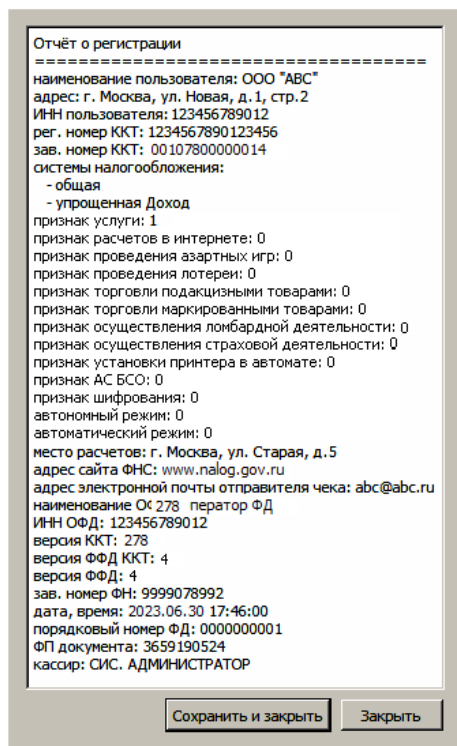 Отчёт о регистрации
====================================
наименование пользователя: ООО "АВС"
адрес: г. Москва, ул. Новая, д.1, стр.2
ИНН пользователя: 123456789012
рег. номер ККТ: 1234567890123456
зав. номер ККТ: 00107800000014
системы налогообложения:
- общая
- упрощенная Доход
признак услуги: 1
признак расчетов в интернете: 0
признак проведения азартных игр: 0
признак проведения лотереи: 0
признак торговли подакцизными товарами: 0
признак торговли маркированными товарами: 0
признак осуществления ломбардной деятельности: 0
признак осуществления страховой деятельности: 0
признак установки принтера в автомате: 0
признак АС БСО: 0
признак шифрования: 0
автономный режим: 0
автоматический режим: 0
место расчетов: г. Москва, ул. Старая, д.5
адрес сайта ФНС: www.nalog.gov.ru
адрес электронной почты отправителя чека: abc@abc.ru
наименование 278 ператор ФД
ИНН ОФД: 123456789012
версия ККТ: 278
версия ФФД ККТ: 4
версия ФФД: 4
зав. номер ФН: 9999078992
дата, время: 2023.06.30 17:46:00
порядковый номер ФД: 0000000001
ФП документа: 3659190524
кассир: СИС. АДМИНИСТРАТОР
Сохранить и закрыть
Закрыть